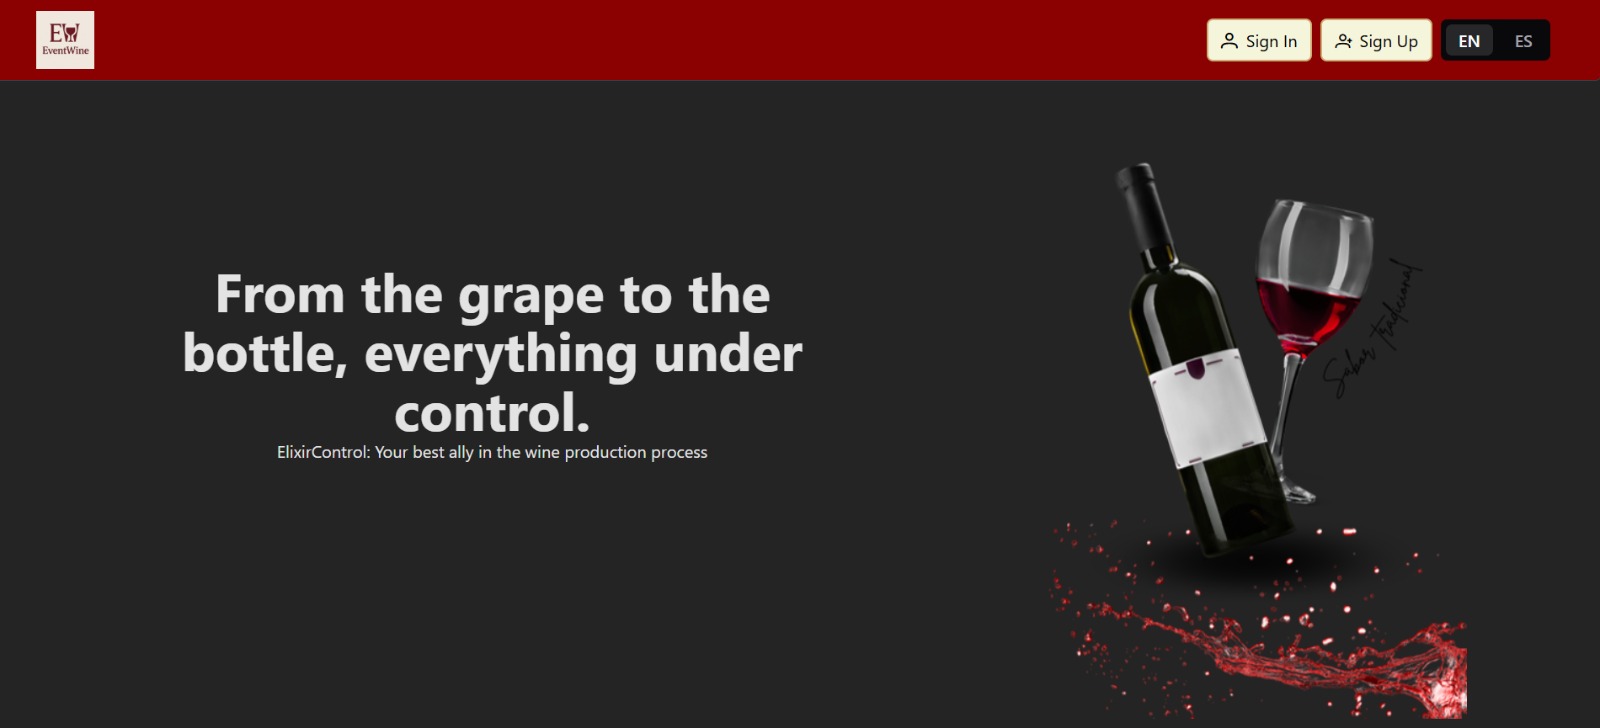 EW
EventWine
Sign In
Sign Up
EN
ES
From the grape to the
bottle, everything under
control.
ElixirControl: Your best ally in the wine production process
Sabor tradicional